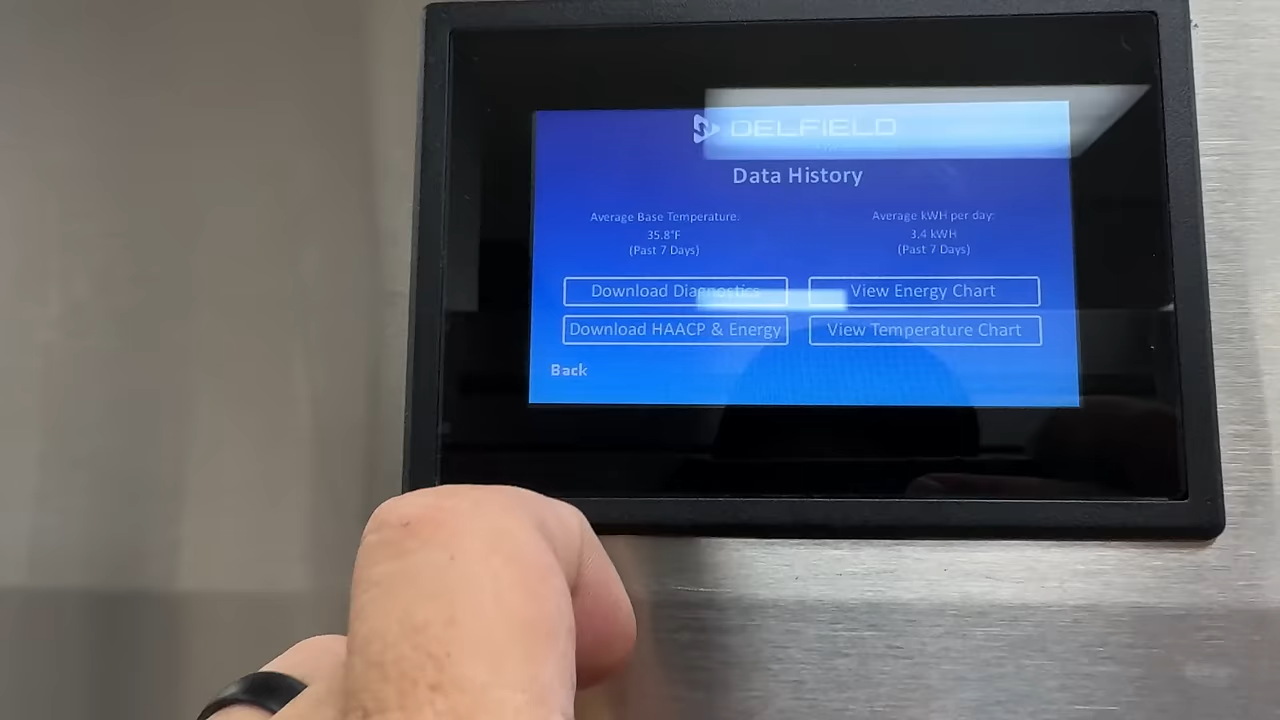 DELFIELD
Data History
Average Base Temperature:
35.8°F
(Past 7 Days)
Average kWH per day:
3.4 kWH
(Past 7 Days)
Download Diagnostics
View Energy Chart
Download HAACP & Energy
View Temperature Chart
Back